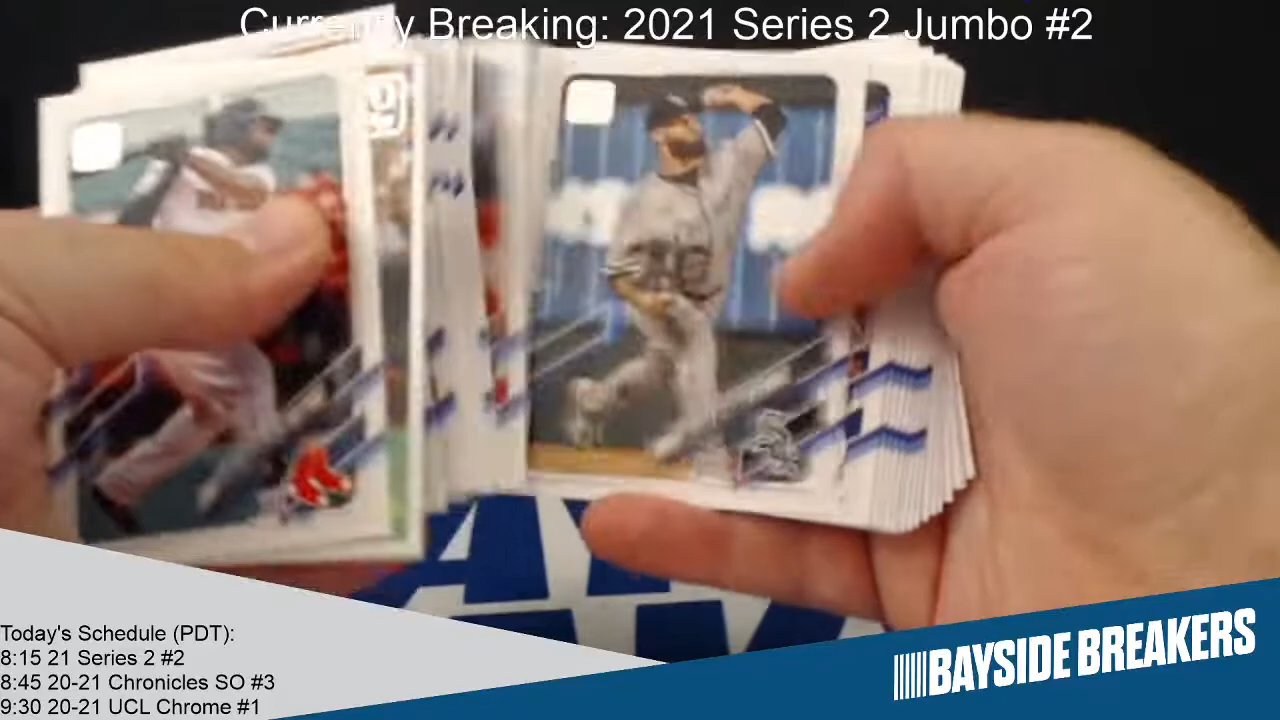 Currently Breaking: 2021 Series 2 Jumbo #2
Today's Schedule (PDT):
8:15 21 Series 2 #2
8:45 20-21 Chronicles SO #3
9:30 20-21 UCL Chrome #1
BAYSIDE BREAKERS